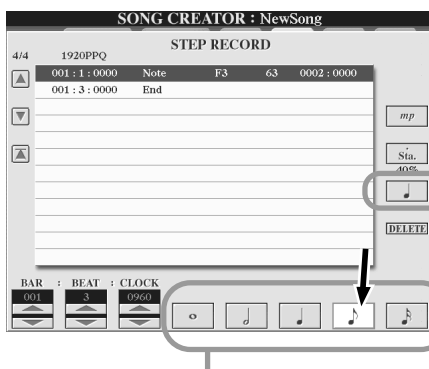 SONG CREATOR : NewSong
STEP RECORD
4/4 1920PPQ
001 : 1 : 0000 Note F3 63 0002 : 0000
001 : 3 : 0000 End
mp
Sta.
40%
DELETE
BAR : BEAT : CLOCK
001 3 0960